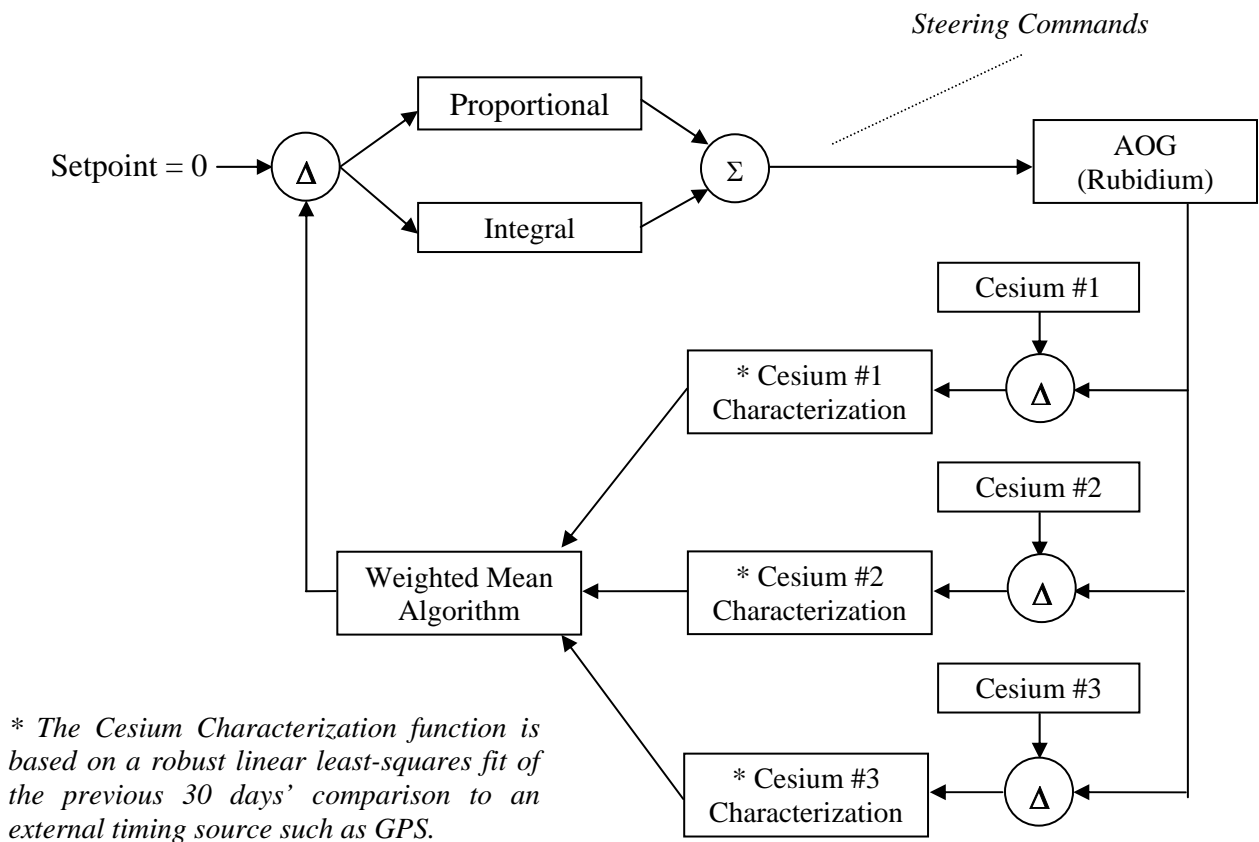 Steering Commands
Proportional
Setpoint = 0
Δ
Σ
AOG
(Rubidium)
Integral
Cesium #1
* Cesium #1
Characterization
Δ
Cesium #2
Weighted Mean
Algorithm
* Cesium #2
Characterization
Δ
Cesium #3
* Cesium #3
Characterization
Δ
* The Cesium Characterization function is
based on a robust linear least-squares fit of
the previous 30 days’ comparison to an
external timing source such as GPS.